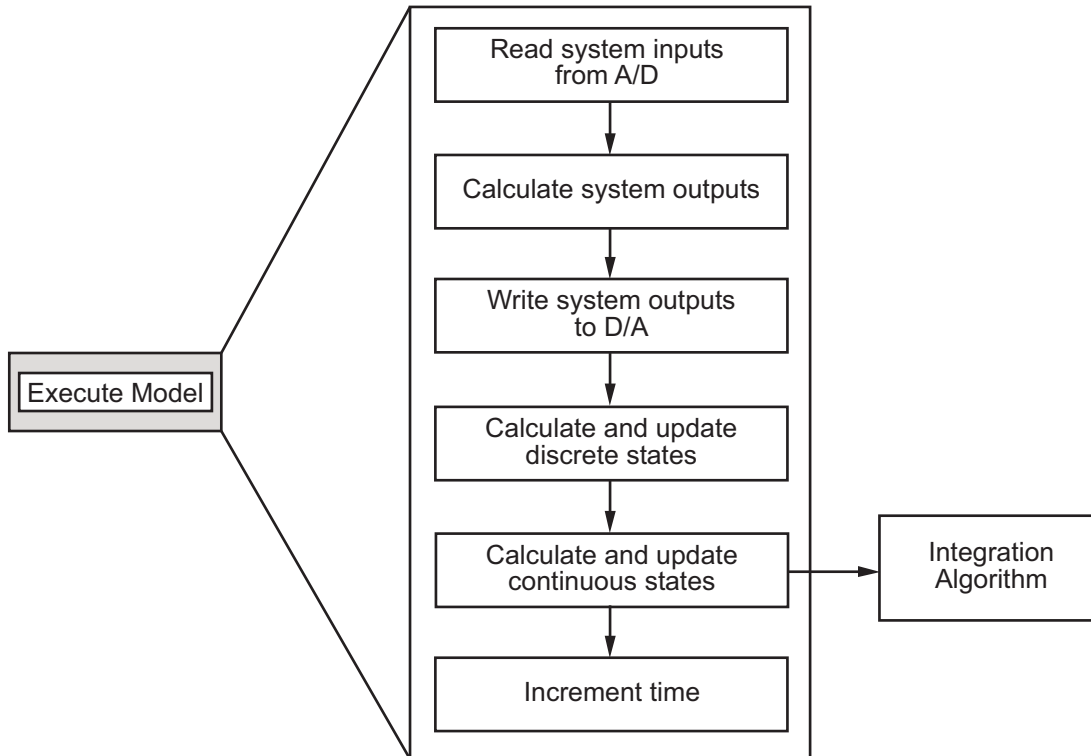 Read system inputs
from A/D
Calculate system outputs
Write system outputs
to D/A
Execute Model
Calculate and update
discrete states
Calculate and update
continuous states
Integration
Algorithm
Increment time